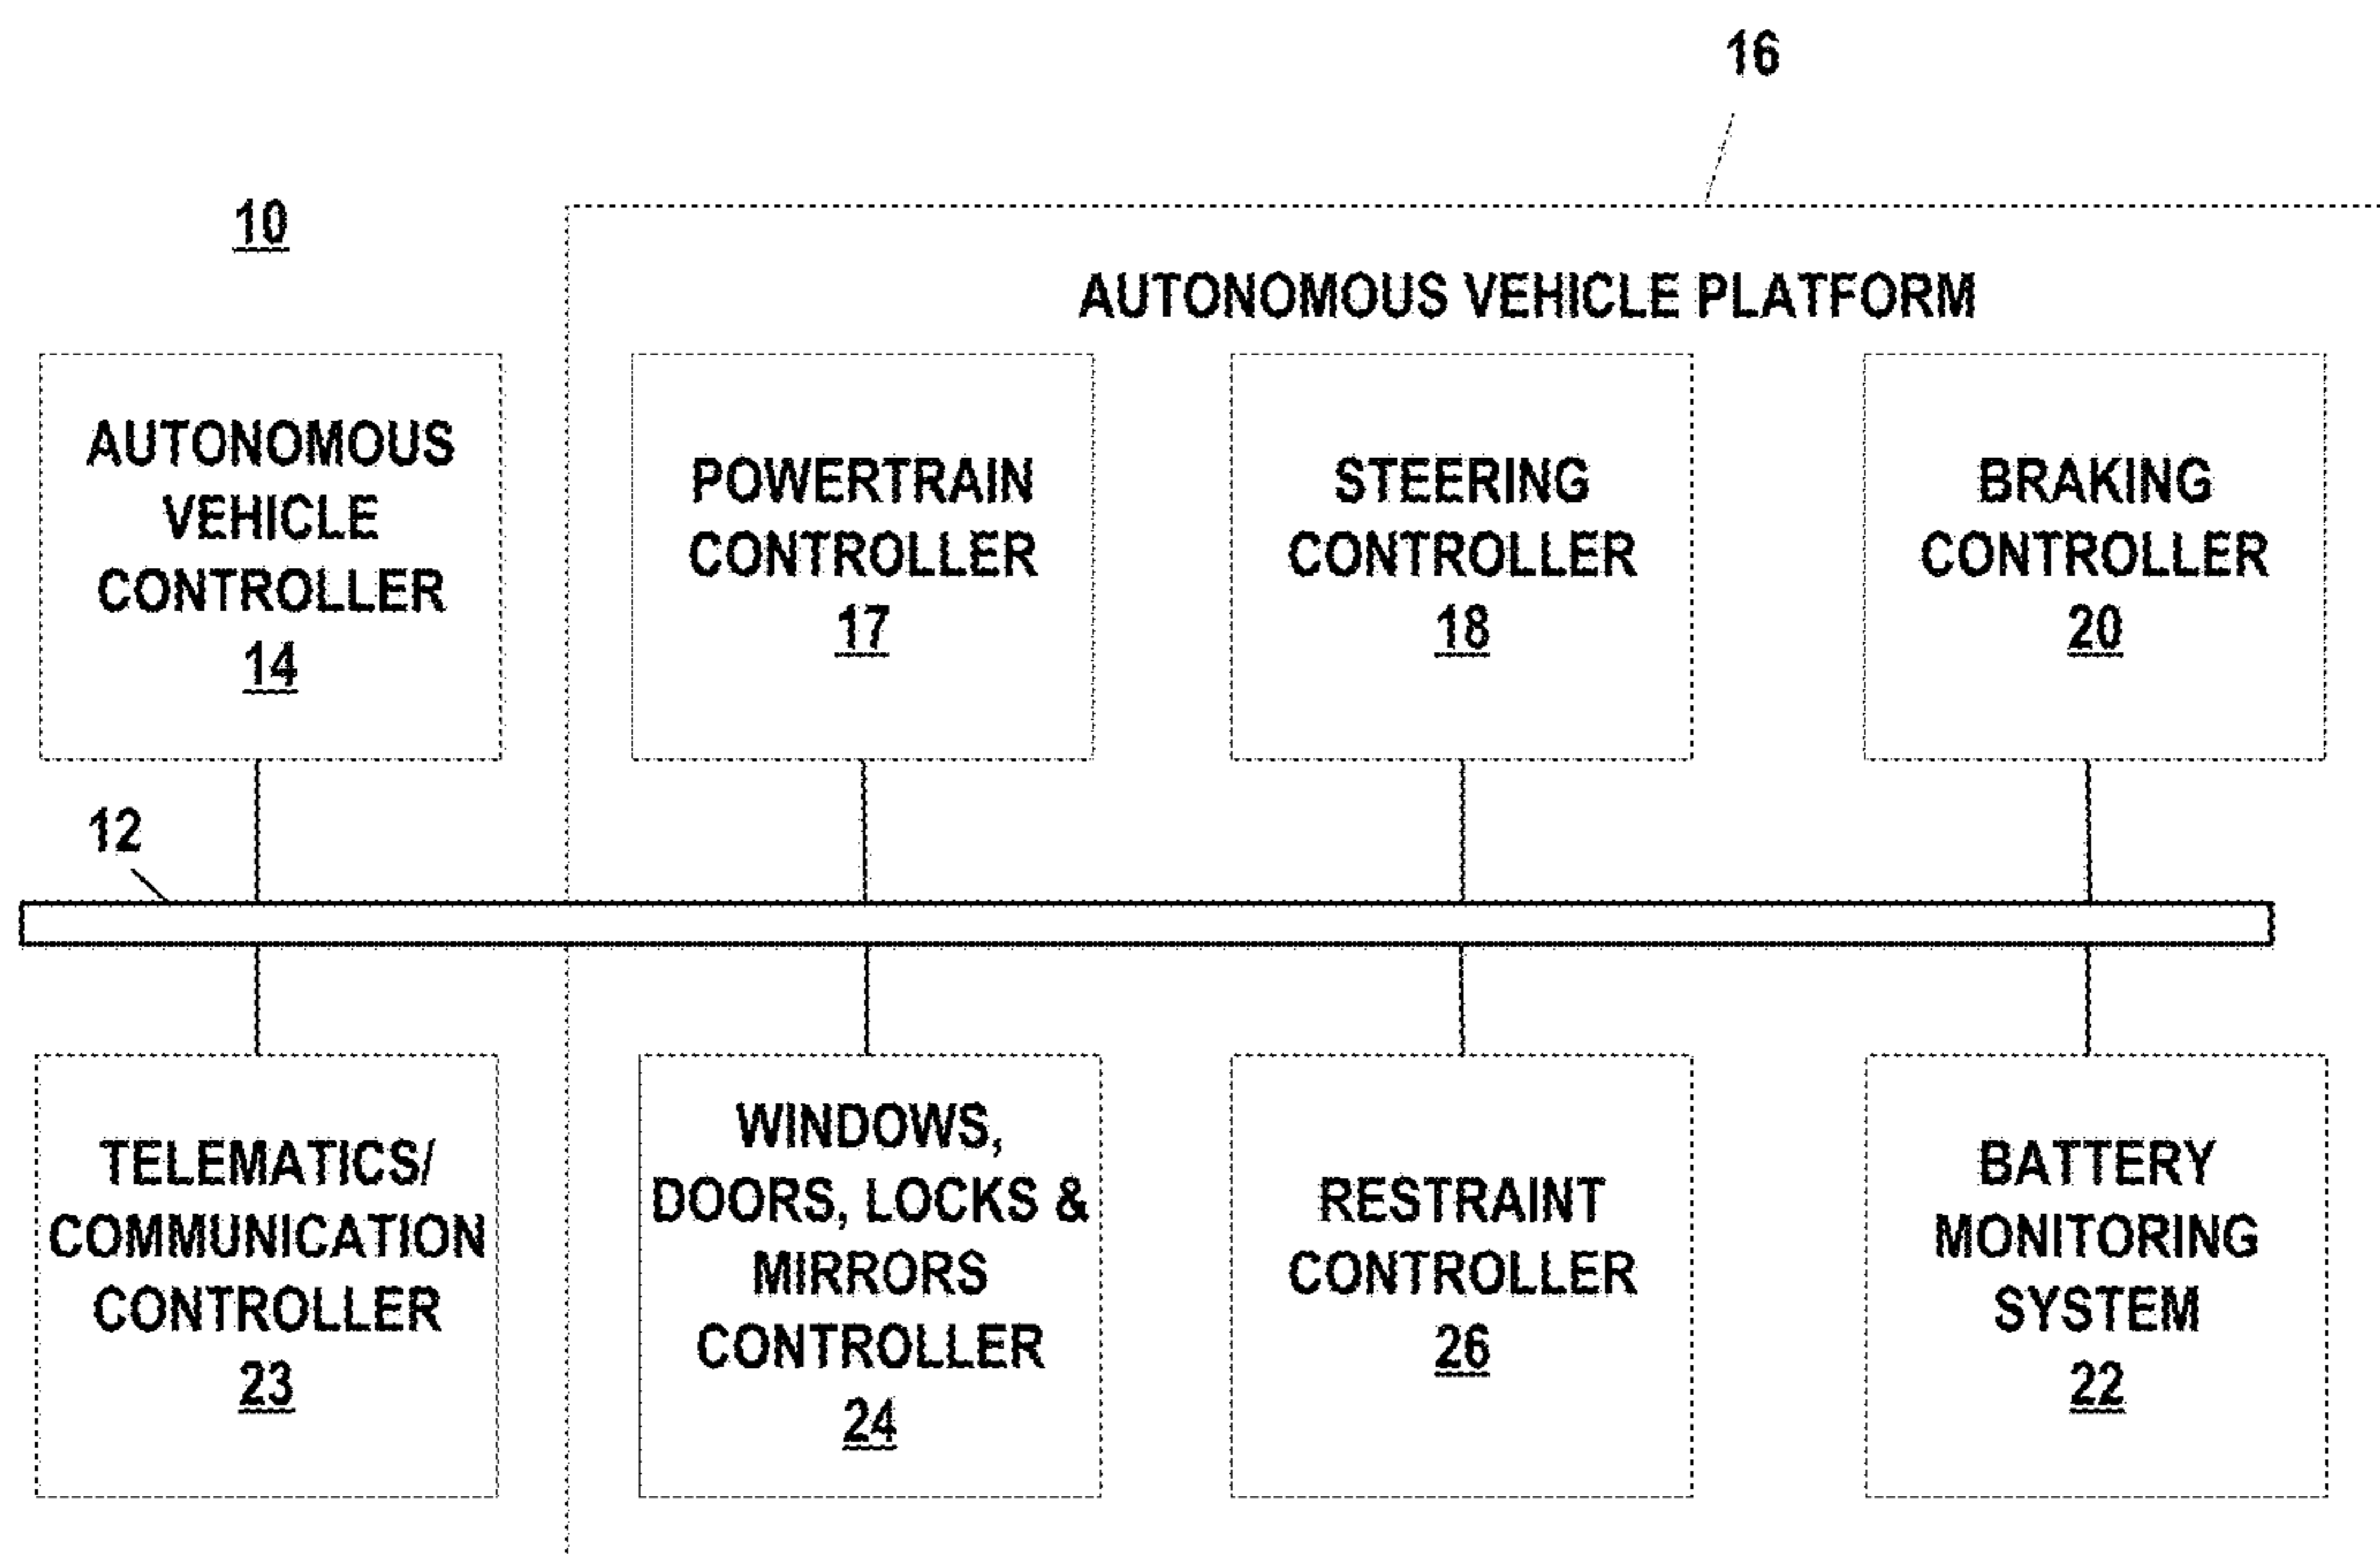 16
10
AUTONOMOUS VEHICLE PLATFORM
AUTONOMOUS
VEHICLE
CONTROLLER
14
POWERTRAIN
CONTROLLER
17
STEERING
CONTROLLER
18
BRAKING
CONTROLLER
20
12
TELEMATICS/
COMMUNICATION
CONTROLLER
23
WINDOWS,
DOORS, LOCKS &
MIRRORS
CONTROLLER
24
RESTRAINT
CONTROLLER
26
BATTERY
MONITORING
SYSTEM
22